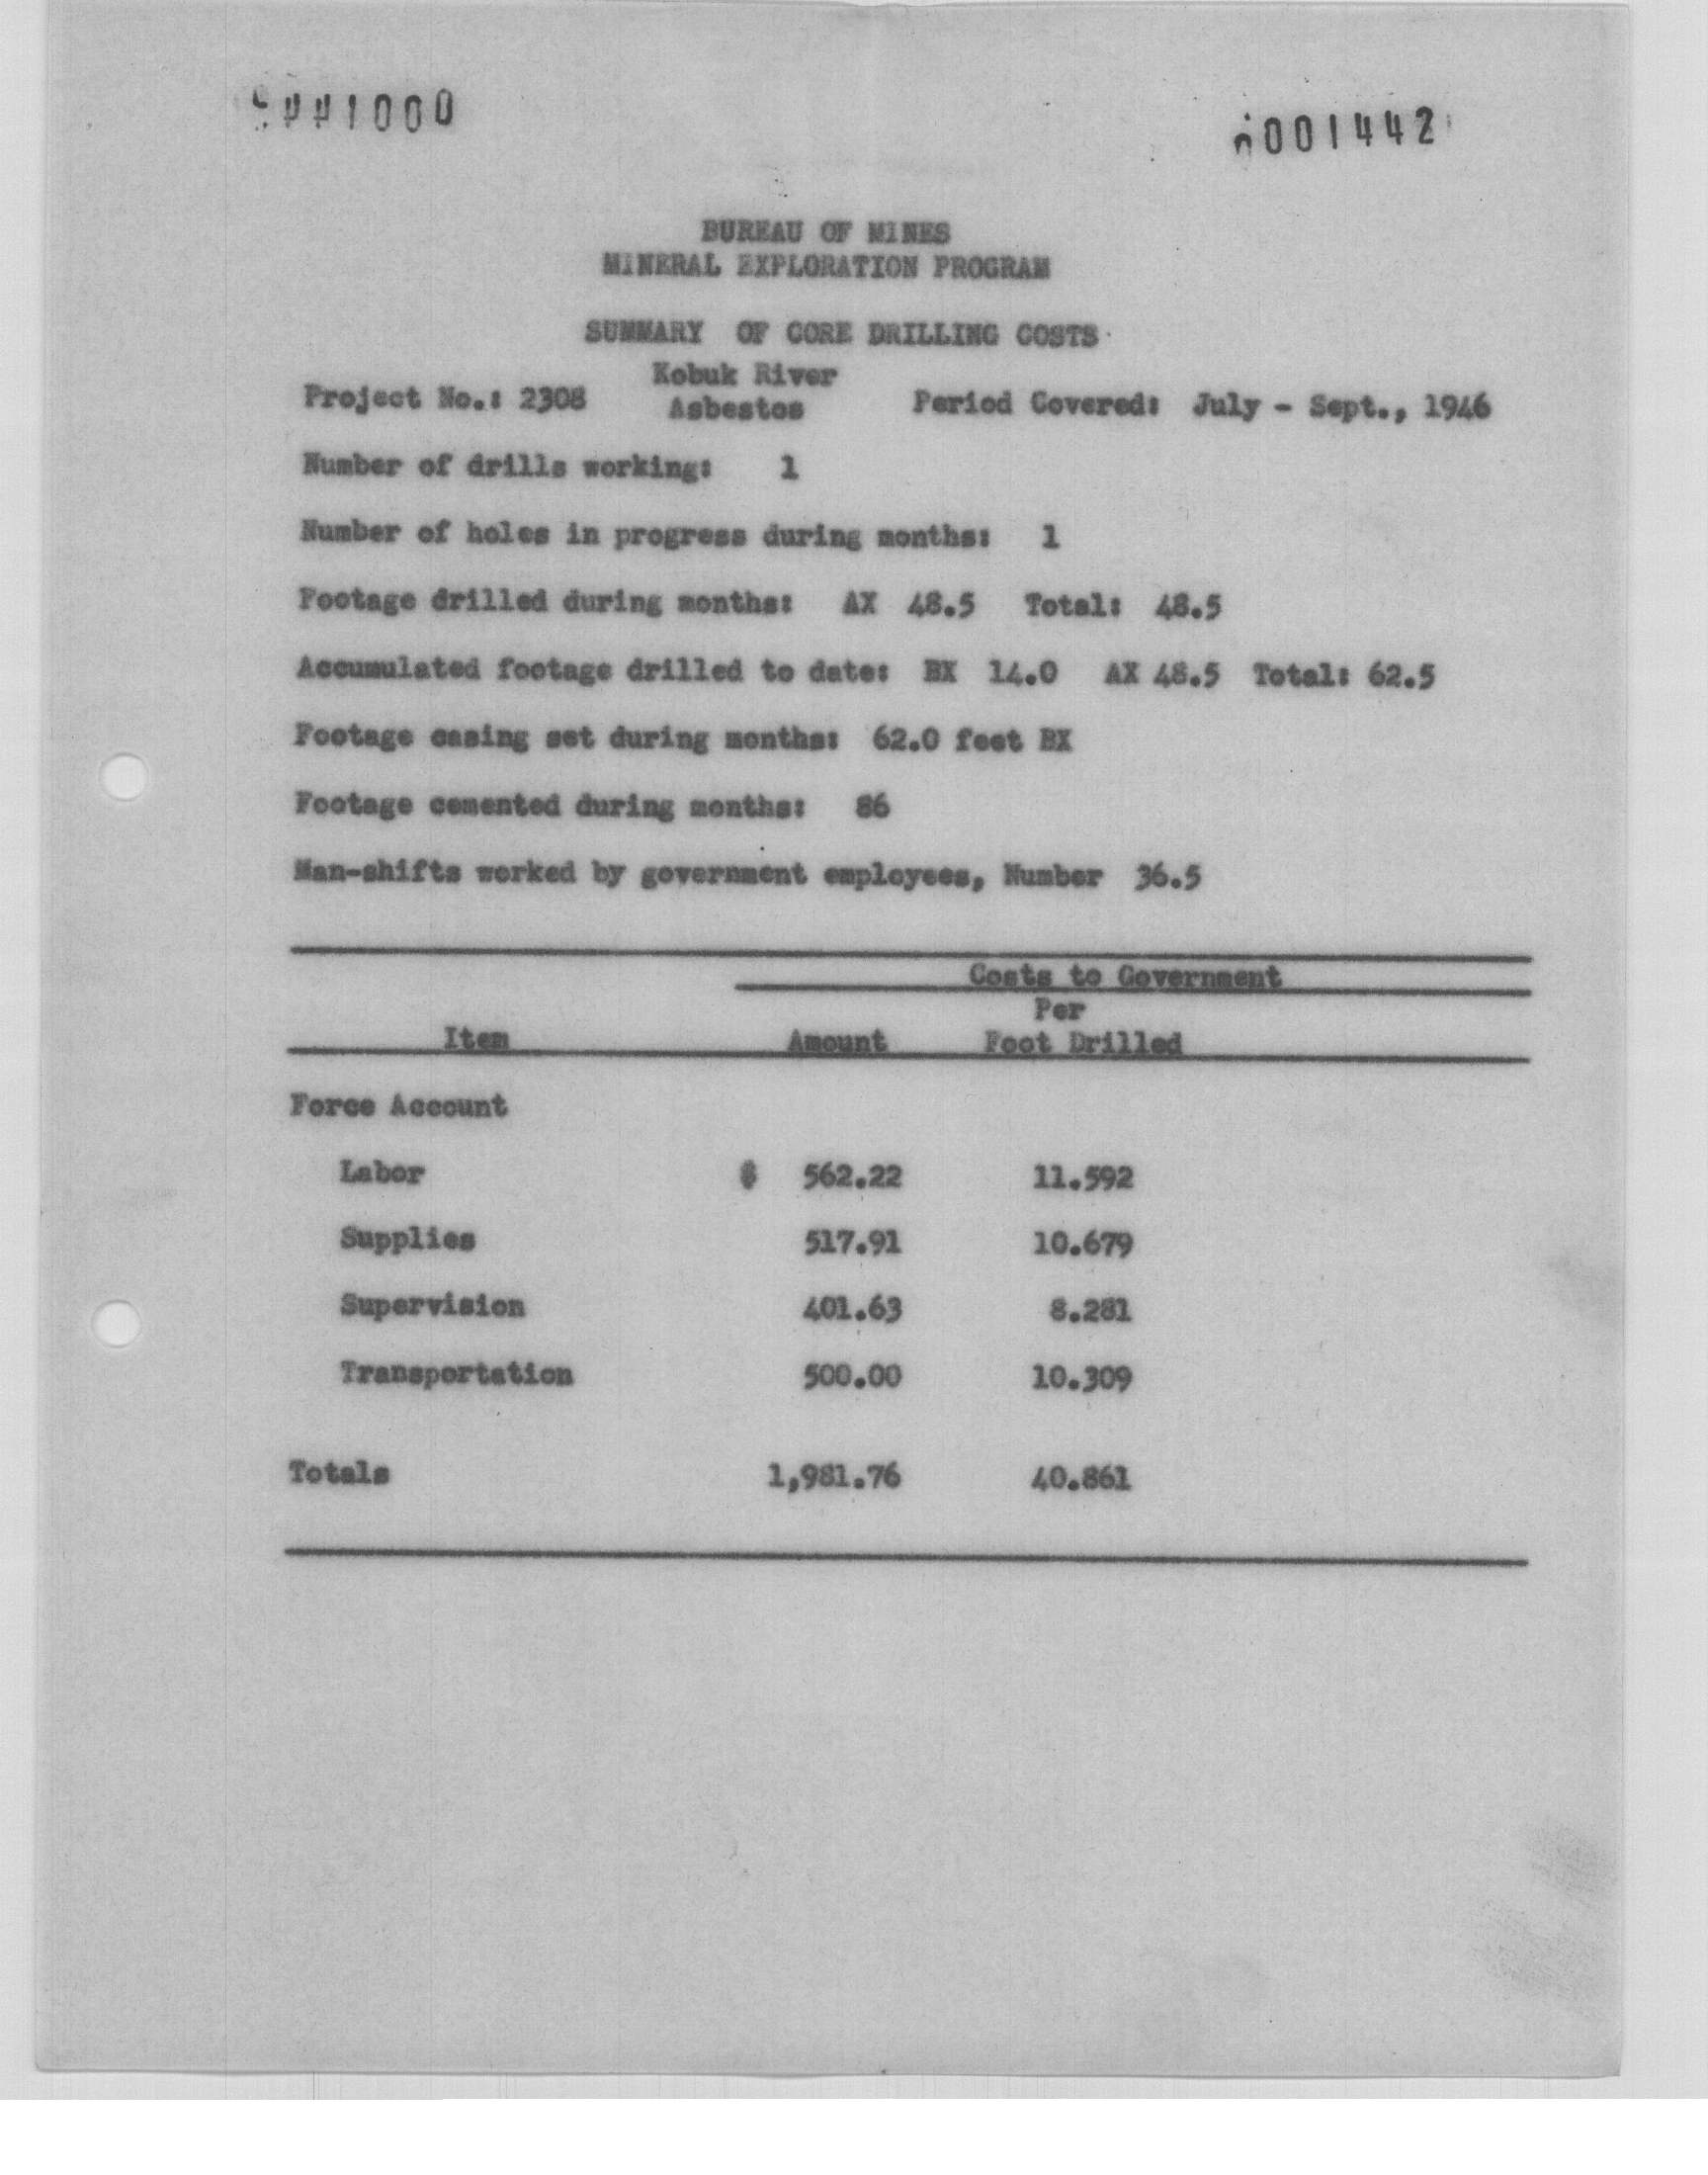 001000
001442
BUREAU OF MINES
MINERAL EXPLORATION PROGRAM
SUMMARY OF CORE DRILLING COSTS
Project No.: 2308 Kobuk River Asbestos Period Covered: July - Sept., 1946
Number of drills working: 1
Number of holes in progress during months: 1
Footage drilled during months: AX 48.5 Total: 48.5
Accumulated footage drilled to date: BX 14.0 AX 48.5 Total: 62.5
Footage casing set during months: 62.0 feet BX
Footage cemented during months: 86
Man-shifts worked by government employees, Number 36.5
Costs to Government
Per
Item Amount Foot Drilled
Force Account
Labor $ 562.22 11.592
Supplies 517.91 10.679
Supervision 401.63 8.281
Transportation 500.00 10.309
Totals 1,981.76 40.861